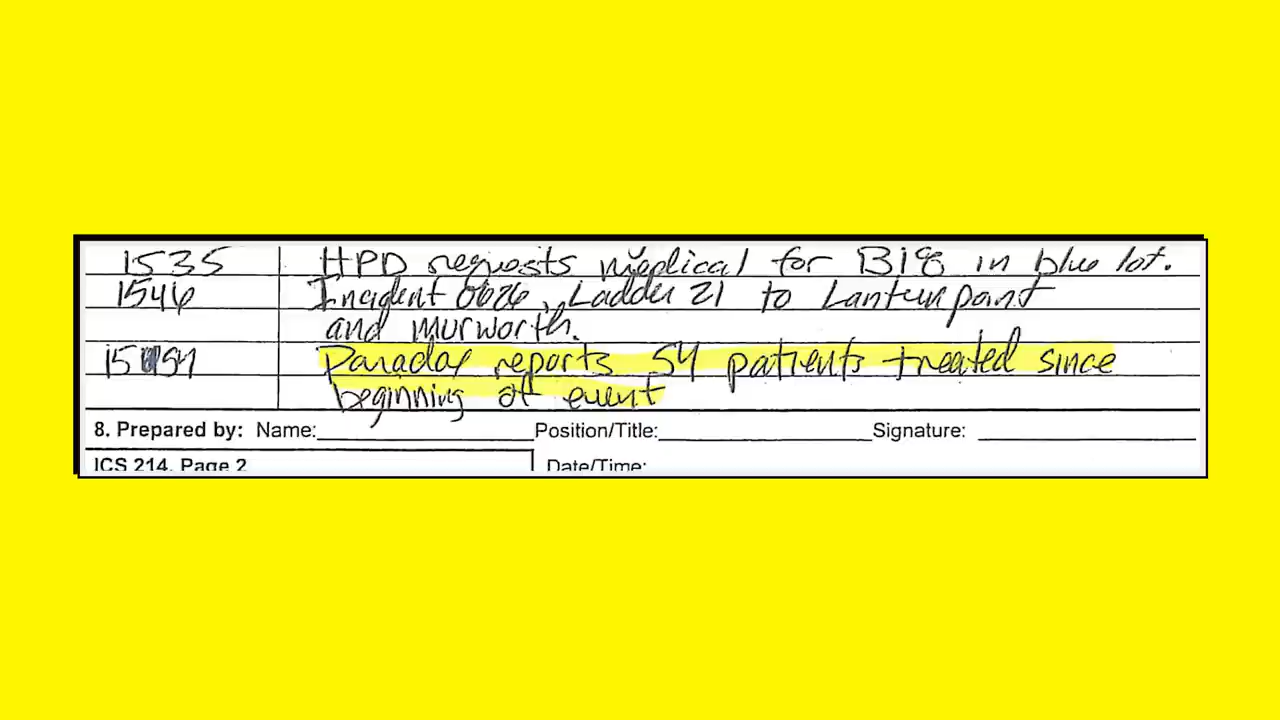 1535 HPD requests medical for B18 in blue lot.
1546 Incident 0626, Ladder 21 to Lantern point
and murworth.
1554 Paradox reports 54 patients treated since
beginning of event
8. Prepared by: Name: Position/Title: Signature:
ICS 214, Page 2 Date/Time: